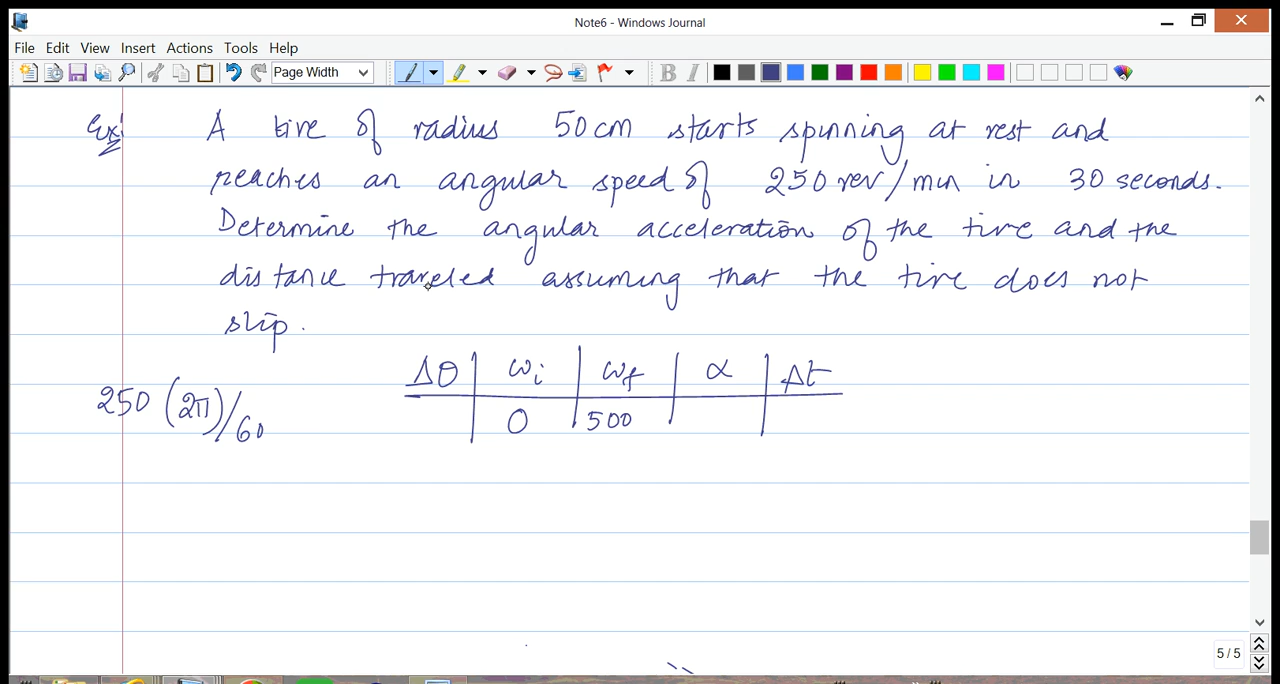 Note6 - Windows Journal
File Edit View Insert Actions Tools Help
Page Width B I
Ex: A tire of radius 50 cm starts spinning at rest and
reaches an angular speed of 250 rev/min in 30 seconds.
Determine the angular acceleration of the tire and the
distance traveled assuming that the tire does not
slip.
Δθ | ωi | ωf | α | Δt
250 (2π)/60 0 500
5 / 5